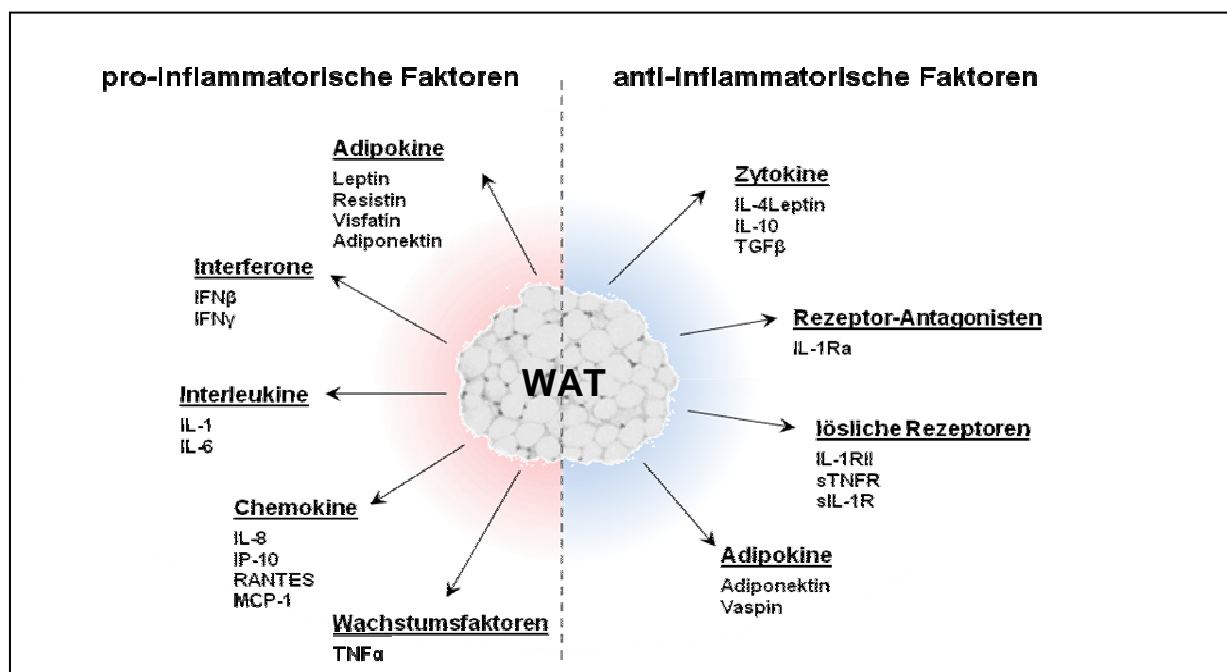 pro-inflammatorische Faktoren
anti-inflammatorische Faktoren
Adipokine
Leptin
Resistin
Visfatin
Adiponektin
Interferone
IFNβ
IFNγ
Interleukine
IL-1
IL-6
Chemokine
IL-8
IP-10
RANTES
MCP-1
Wachstumsfaktoren
TNFα
WAT
Zytokine
IL-4Leptin
IL-10
TGFβ
Rezeptor-Antagonisten
IL-1Ra
lösliche Rezeptoren
IL-1RII
sTNFR
sIL-1R
Adipokine
Adiponektin
Vaspin